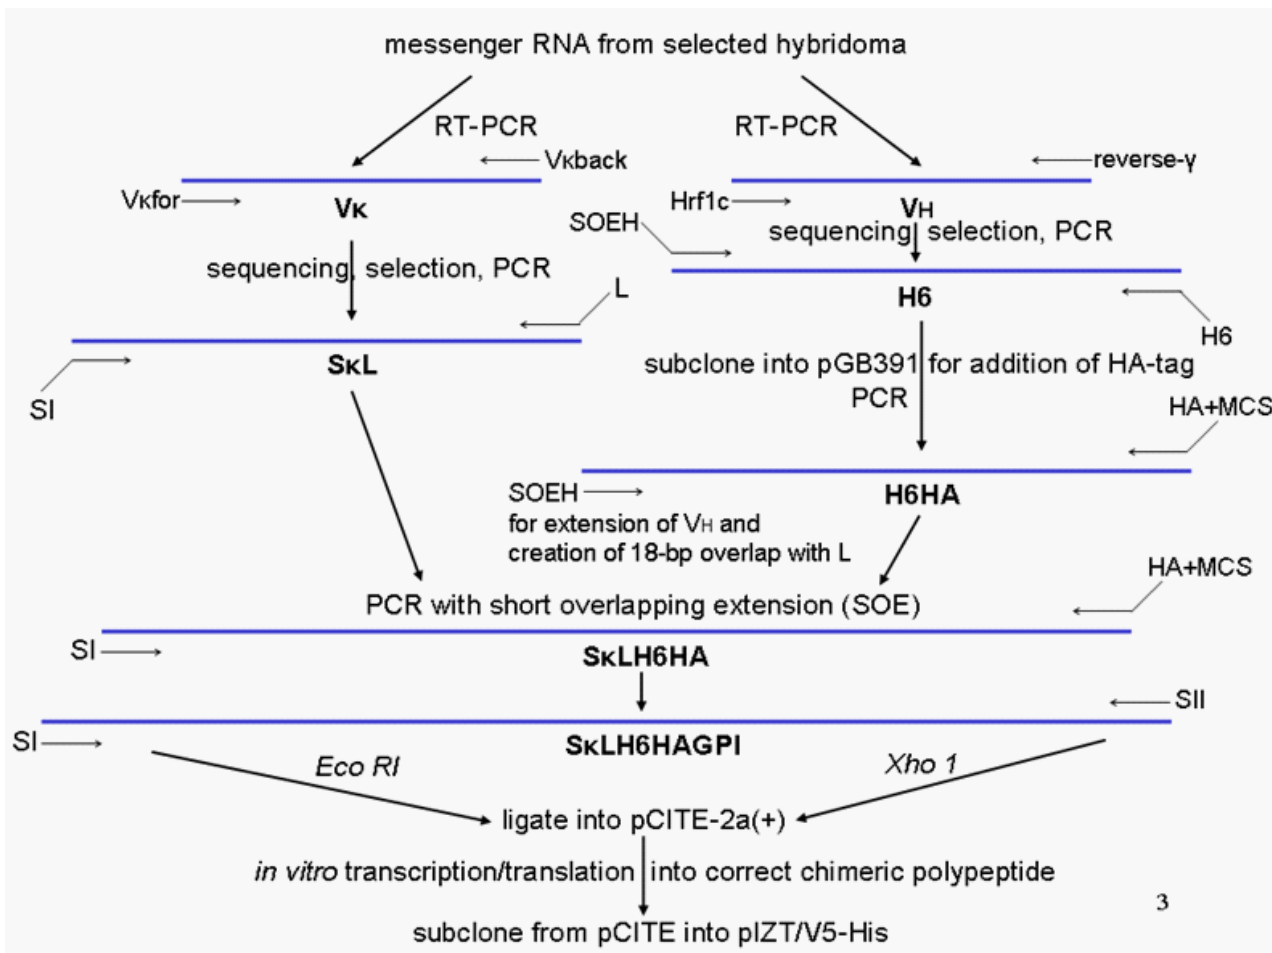 messenger RNA from selected hybridoma
RT-PCR
RT-PCR
Vκback
reverse-γ
Vκfor
Vκ
Hrf1c
VH
SOEH
sequencing, selection, PCR
sequencing, selection, PCR
L
H6
H6
SκL
SI
subclone into pGB391 for addition of HA-tag
PCR
HA+MCS
SOEH
H6HA
for extension of VH and
creation of 18-bp overlap with L
HA+MCS
PCR with short overlapping extension (SOE)
SI
SκLH6HA
SII
SI
SκLH6HAGPI
Eco RI
Xho 1
ligate into pCITE-2a(+)
in vitro transcription/translation into correct chimeric polypeptide
3
subclone from pCITE into pIZT/V5-His